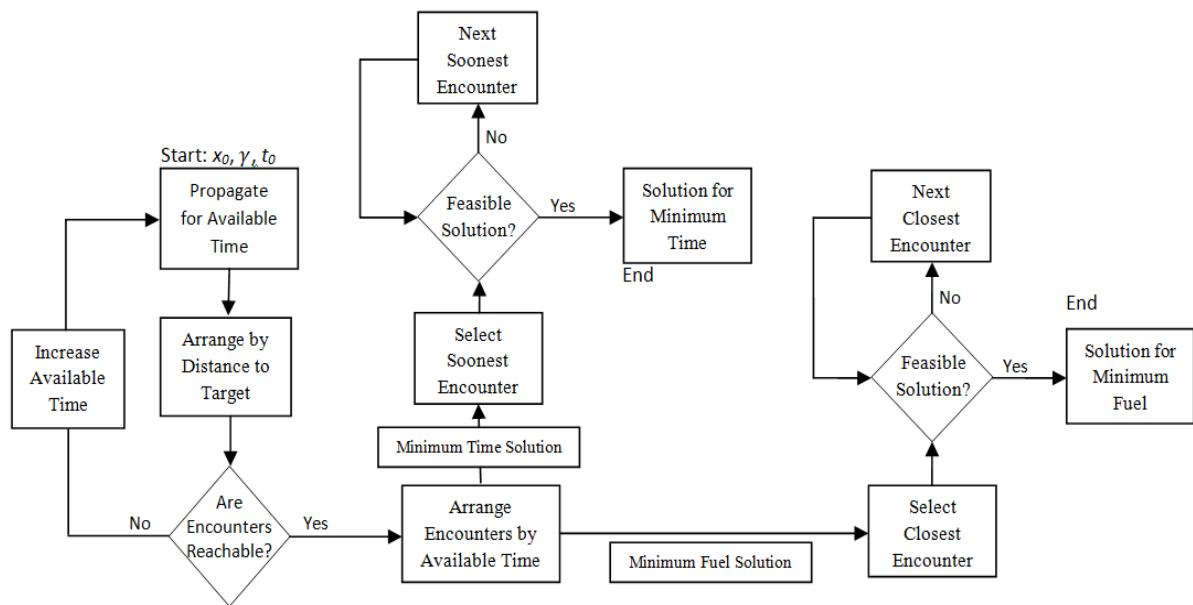 Start: x₀, γ, t₀
Propagate
for Available
Time
Arrange by
Distance to
Target
Increase
Available
Time
Are
Encounters
Reachable?
No
Yes
Arrange
Encounters by
Available Time
Minimum Time Solution
Select
Soonest
Encounter
Feasible
Solution?
No
Next
Soonest
Encounter
Yes
Solution for
Minimum
Time
End
Minimum Fuel Solution
Select
Closest
Encounter
Feasible
Solution?
No
Next
Closest
Encounter
Yes
End
Solution for
Minimum
Fuel